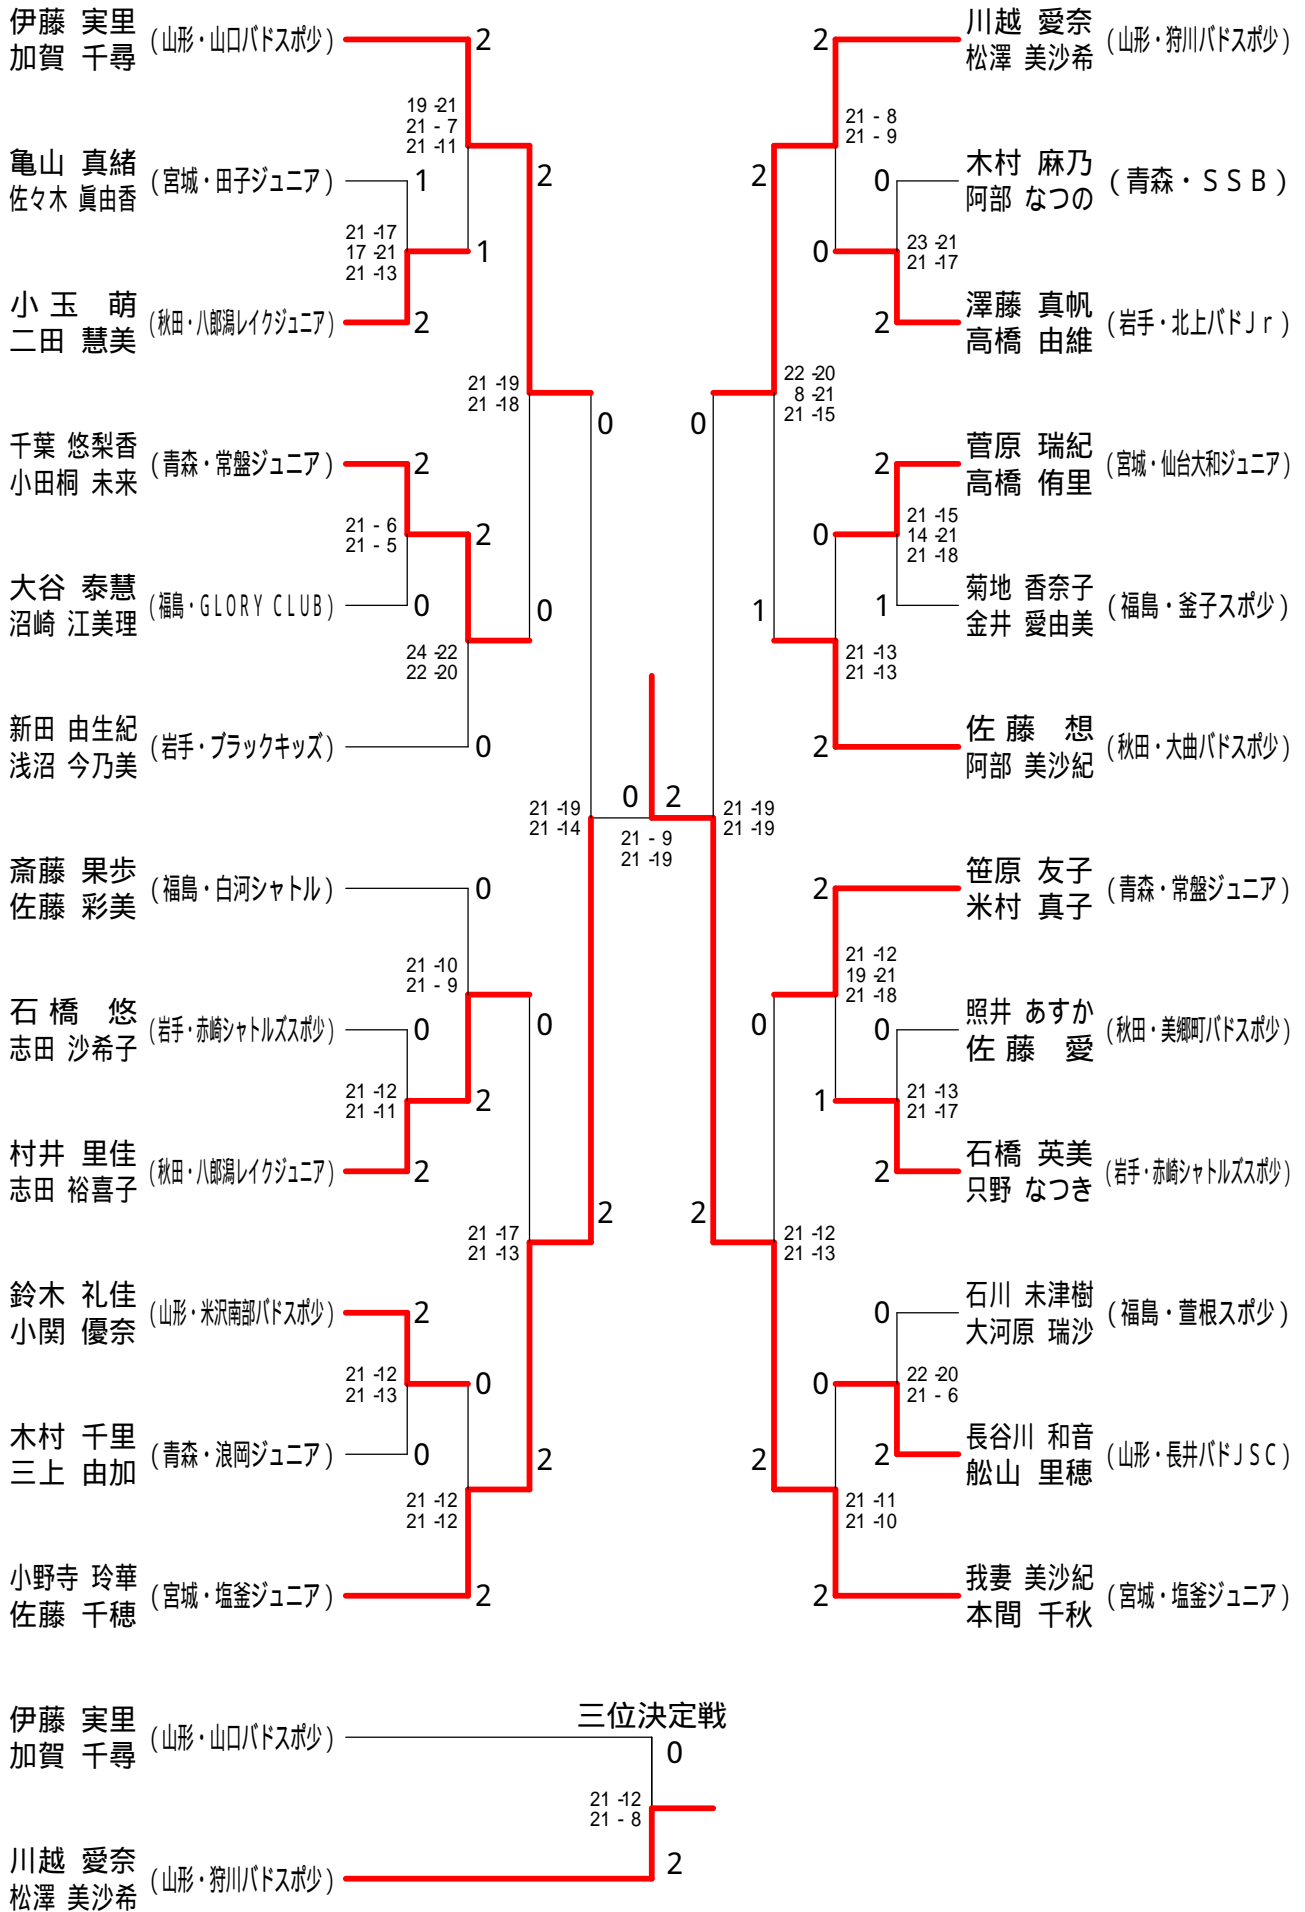 伊藤 実里
加賀 千尋
(山形・山口バドスポ少)
2
19 -21
21 - 7
21 -11
亀山 真緒
佐々木 眞由香
(宮城・田子ジュニア)
1
2
21 -17
17 -21
21 -13
1
小玉 萌
二田 慧美
(秋田・八郎潟レイクジュニア)
2
21 -19
21 -18
0
千葉 悠梨香
小田桐 未来
(青森・常盤ジュニア)
2
21 - 6
21 - 5
2
大谷 泰慧
沼崎 江美理
(福島・GLORY CLUB)
0
0
24 -22
22 -20
新田 由生紀
浅沼 今乃美
(岩手・ブラックキッズ)
0
21 -19
21 -14
0 2
21 - 9
21 -19
斎藤 果歩
佐藤 彩美
(福島・白河シャトル)
0
21 -10
21 - 9
石橋 悠
志田 沙希子
(岩手・赤崎シャトルズスポ少)
0
0
21 -12
21 -11
2
村井 里佳
志田 裕喜子
(秋田・八郎潟レイクジュニア)
2
2
21 -17
21 -13
鈴木 礼佳
小関 優奈
(山形・米沢南部バドスポ少)
2
21 -12
21 -13
0
木村 千里
三上 由加
(青森・浪岡ジュニア)
0
2
21 -12
21 -12
小野寺 玲華
佐藤 千穂
(宮城・塩釜ジュニア)
2
2
川越 愛奈
松澤 美沙希
(山形・狩川バドスポ少)
21 - 8
21 - 9
2
0
木村 麻乃
阿部 なつの
(青森・SSB)
0
23 -21
21 -17
2
澤藤 真帆
高橋 由維
(岩手・北上バドJr)
22 -20
8 -21
21 -15
0
2
菅原 瑞紀
高橋 侑里
(宮城・仙台大和ジュニア)
0
21 -15
14 -21
21 -18
1
1
菊地 香奈子
金井 愛由美
(福島・釜子スポ少)
21 -13
21 -13
2
佐藤 想
阿部 美沙紀
(秋田・大曲バドスポ少)
21 -19
21 -19
2
笹原 友子
米村 真子
(青森・常盤ジュニア)
21 -12
19 -21
21 -18
0
0
照井 あすか
佐藤 愛
(秋田・美郷町バドスポ少)
1
21 -13
21 -17
2
石橋 英美
只野 なつき
(岩手・赤崎シャトルズスポ少)
2
21 -12
21 -13
0
石川 未津樹
大河原 瑞沙
(福島・萱根スポ少)
0
22 -20
21 - 6
2
2
長谷川 和音
舩山 里穂
(山形・長井バドJSC)
21 -11
21 -10
2
我妻 美沙紀
本間 千秋
(宮城・塩釜ジュニア)
三位決定戦
伊藤 実里
加賀 千尋
(山形・山口バドスポ少)
0
21 -12
21 - 8
川越 愛奈
松澤 美沙希
(山形・狩川バドスポ少)
2